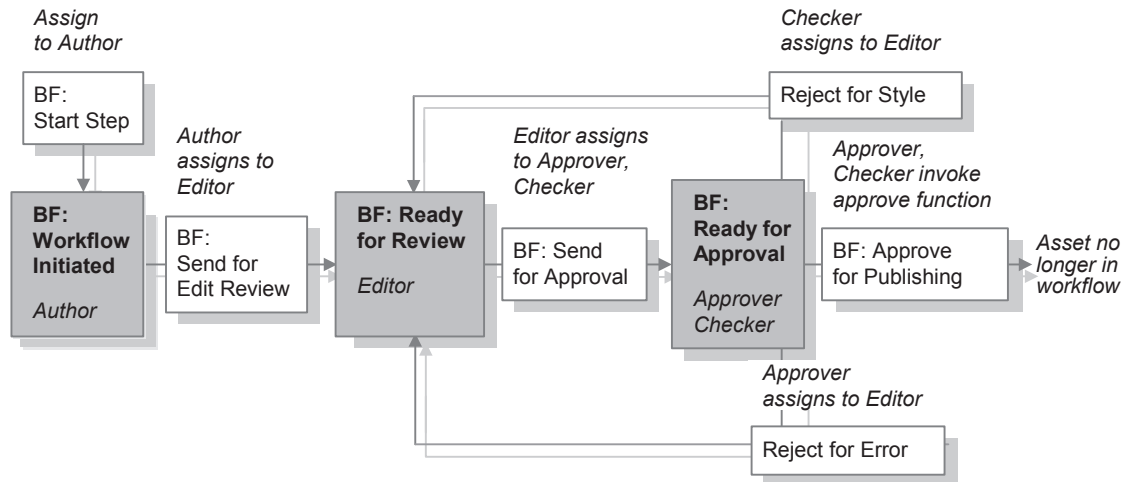 Assign
to Author
BF:
Start Step
BF:
Workflow
Initiated
Author
Author
assigns to
Editor
BF:
Send for
Edit Review
BF: Ready
for Review
Editor
Editor assigns
to Approver,
Checker
BF: Send
for Approval
BF:
Ready for
Approval
Approver
Checker
Checker
assigns to Editor
Reject for Style
Approver,
Checker invoke
approve function
BF: Approve
for Publishing
Asset no
longer in
workflow
Approver
assigns to Editor
Reject for Error